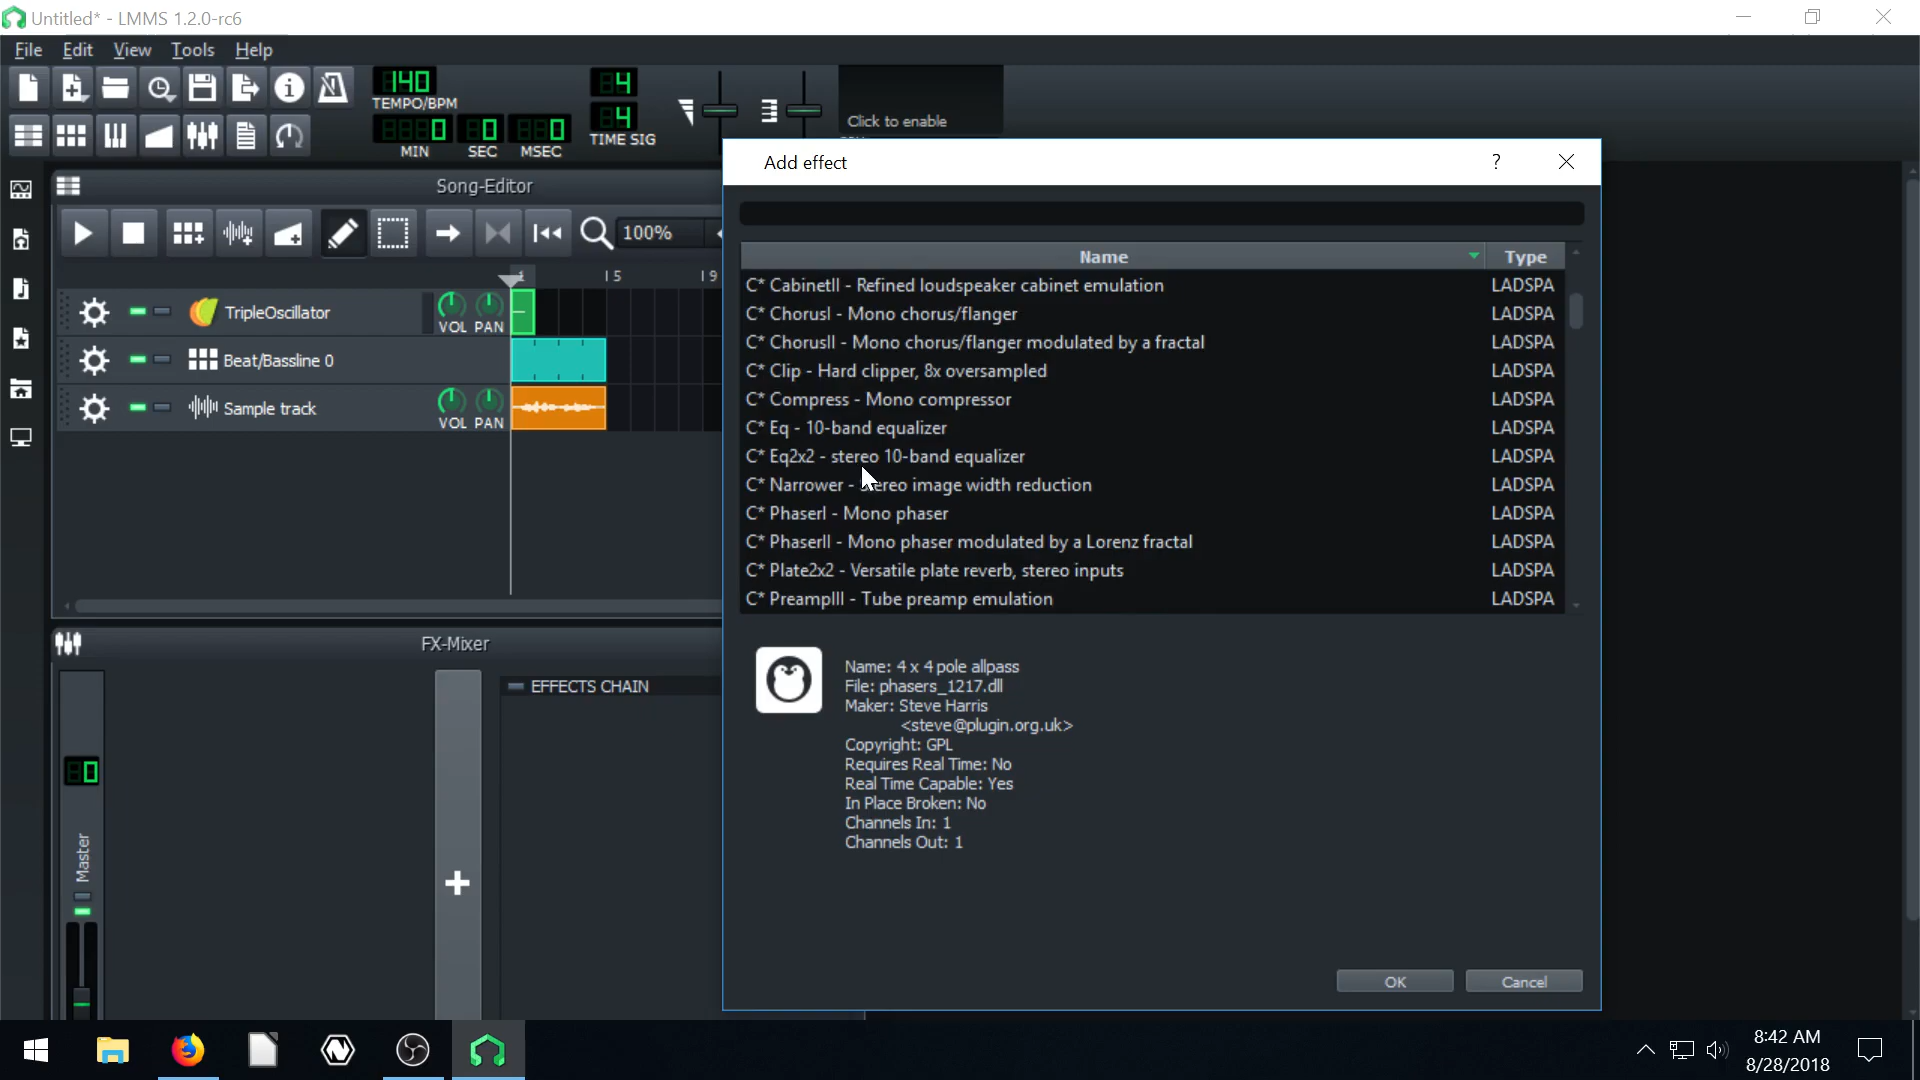 Untitled* - LMMS 1.2.0-rc6
File Edit View Tools Help
140
TEMPO/BPM
0 0 0
MIN SEC MSEC
4
4
TIME SIG
Click to enable
Song-Editor
100%
1 5 9
TripleOscillator
VOL PAN
Beat/Bassline 0
Sample track
VOL PAN
FX-Mixer
EFFECTS CHAIN
0
Master
Add effect
Name Type
C* CabinetII - Refined loudspeaker cabinet emulation LADSPA
C* ChorusI - Mono chorus/flanger LADSPA
C* ChorusII - Mono chorus/flanger modulated by a fractal LADSPA
C* Clip - Hard clipper, 8x oversampled LADSPA
C* Compress - Mono compressor LADSPA
C* Eq - 10-band equalizer LADSPA
C* Eq2x2 - stereo 10-band equalizer LADSPA
C* Narrower - stereo image width reduction LADSPA
C* PhaserI - Mono phaser LADSPA
C* PhaserII - Mono phaser modulated by a Lorenz fractal LADSPA
C* Plate2x2 - Versatile plate reverb, stereo inputs LADSPA
C* PreampIII - Tube preamp emulation LADSPA
Name: 4 x 4 pole allpass
File: phasers_1217.dll
Maker: Steve Harris
<steve@plugin.org.uk>
Copyright: GPL
Requires Real Time: No
Real Time Capable: Yes
In Place Broken: No
Channels In: 1
Channels Out: 1
OK Cancel
8:42 AM
8/28/2018